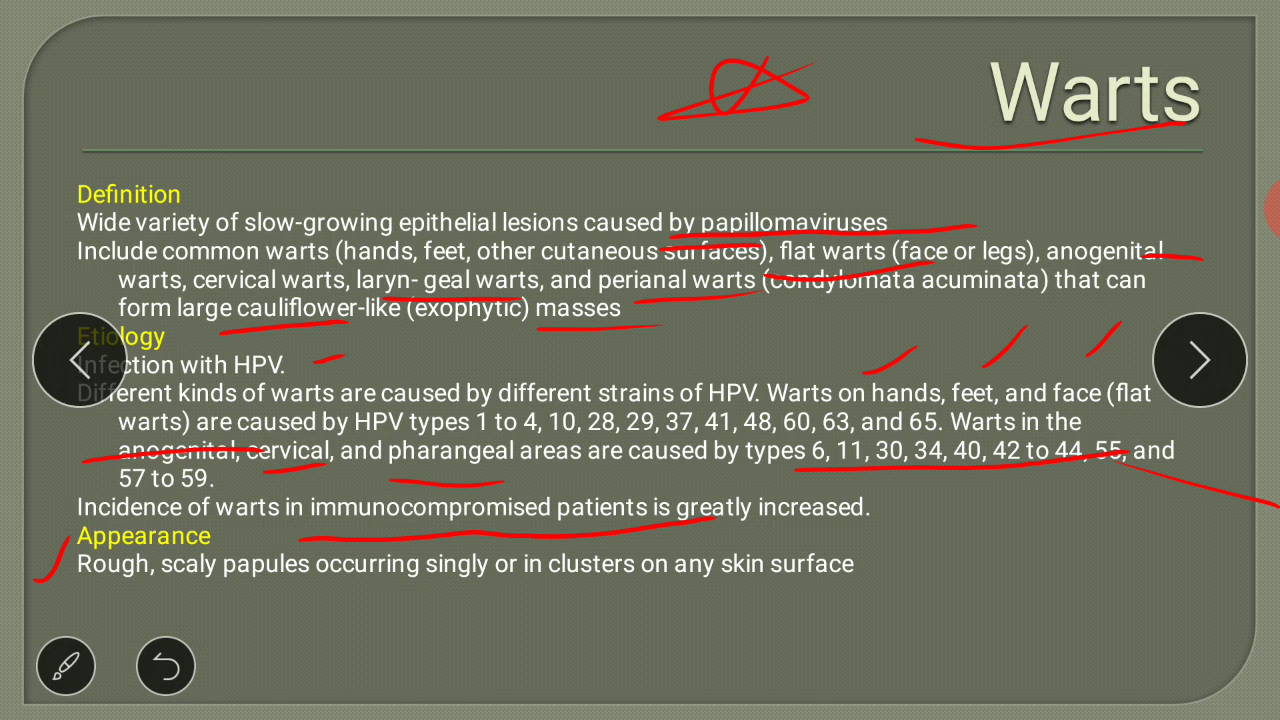 Warts
Definition
Wide variety of slow-growing epithelial lesions caused by papillomaviruses
Include common warts (hands, feet, other cutaneous surfaces), flat warts (face or legs), anogenital
warts, cervical warts, laryn- geal warts, and perianal warts (condylomata acuminata) that can
form large cauliflower-like (exophytic) masses
Etiology
Infection with HPV.
Different kinds of warts are caused by different strains of HPV. Warts on hands, feet, and face (flat
warts) are caused by HPV types 1 to 4, 10, 28, 29, 37, 41, 48, 60, 63, and 65. Warts in the
anogenital, cervical, and pharangeal areas are caused by types 6, 11, 30, 34, 40, 42 to 44, 55, and
57 to 59.
Incidence of warts in immunocompromised patients is greatly increased.
Appearance
Rough, scaly papules occurring singly or in clusters on any skin surface